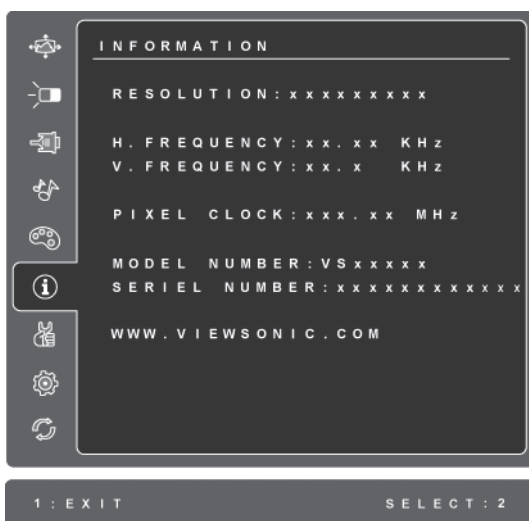 INFORMATION
RESOLUTION:xxxxxxxxx
H. FREQUENCY:xx.xx KHz
V. FREQUENCY:xx.x KHz
PIXEL CLOCK:xxx.xx MHz
MODEL NUMBER:VSxxxxx
SERIEL NUMBER:xxxxxxxxxxxx
WWW.VIEWSONIC.COM
1:EXIT SELECT:2